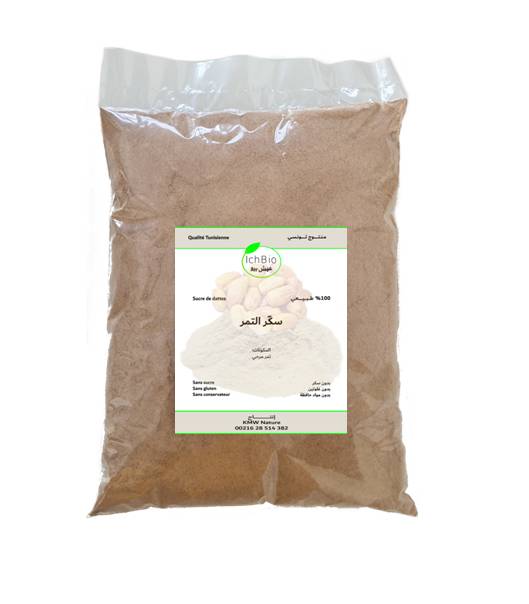 Qualité Tunisienne
منتوج تونسي
IchBio
عيش بيو
Sucre de dattes
100% طبيعي
سكّر التمر
المكونات:
تمر مرحي
Sans sucre
بدون سكر
Sans gluten
بدون غلوتين
Sans conservateur
بدون مواد حافظة
إنتاج
KMW Nature
00216 28 514 382